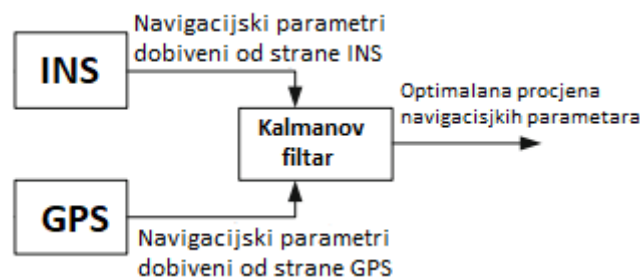 Navigacijski parametri
dobiveni od strane INS
INS
Optimalana procjena
navigacisjkih parametara
Kalmanov
filtar
GPS
Navigacijski parametri
dobiveni od strane GPS